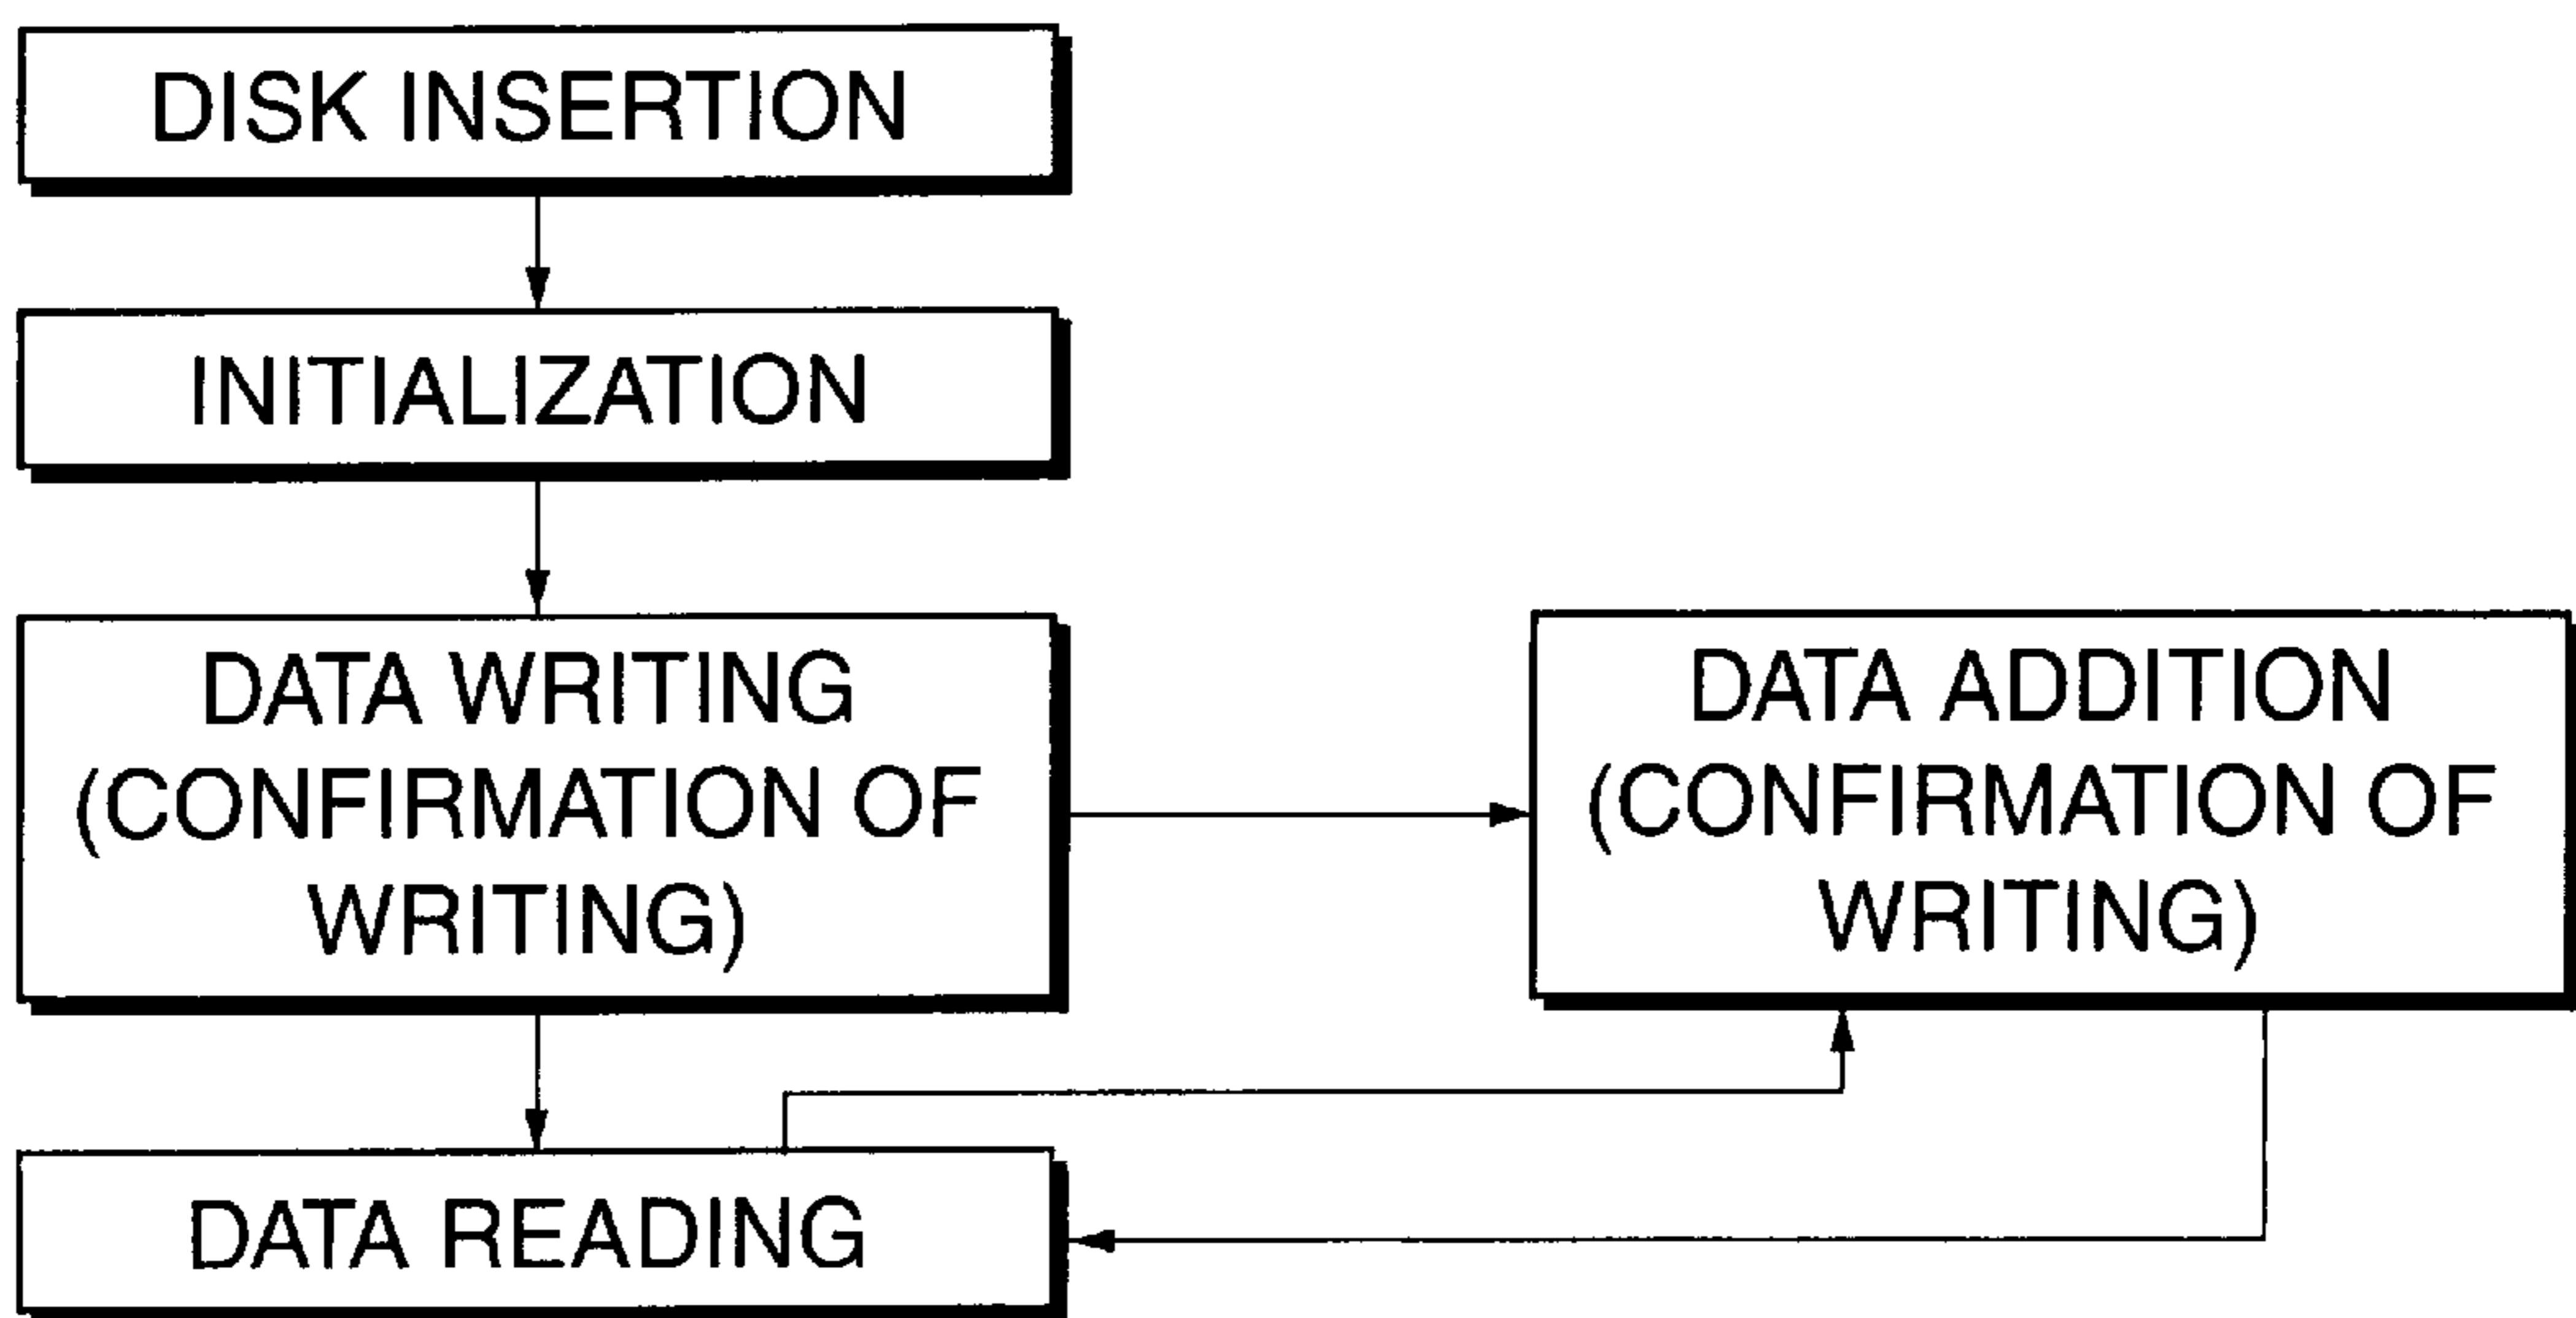 DISK INSERTION
INITIALIZATION
DATA WRITING
(CONFIRMATION OF
WRITING)
DATA ADDITION
(CONFIRMATION OF
WRITING)
DATA READING